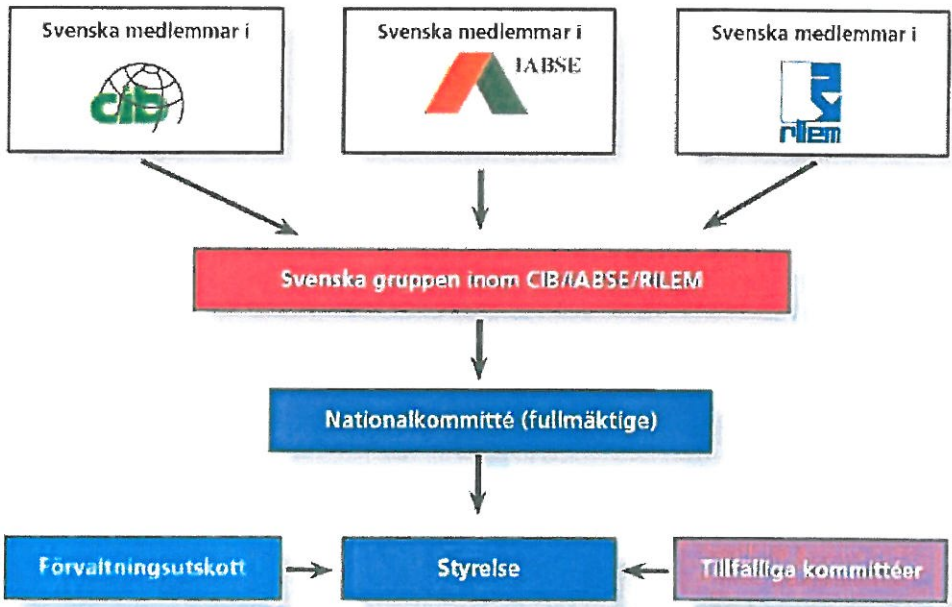 Svenska medlemmar i
cib
Svenska medlemmar i
IABSE
Svenska medlemmar i
rilem
Svenska gruppen inom CIB/IABSE/RILEM
Nationalkommitté (fullmäktige)
Förvaltningsutskott
Styrelse
Tillfälliga kommittéer